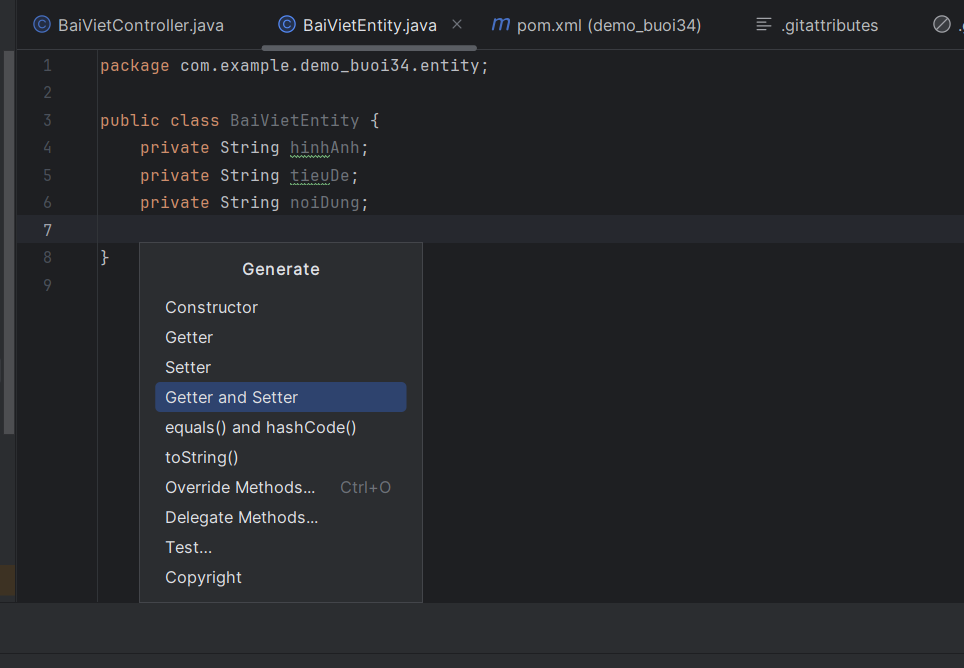 BaiVietController.java BaiVietEntity.java pom.xml (demo_buoi34) .gitattributes
1 package com.example.demo_buoi34.entity;
2
3 public class BaiVietEntity {
4 private String hinhAnh;
5 private String tieuDe;
6 private String noiDung;
7
8 }
9
Generate
Constructor
Getter
Setter
Getter and Setter
equals() and hashCode()
toString()
Override Methods... Ctrl+O
Delegate Methods...
Test...
Copyright